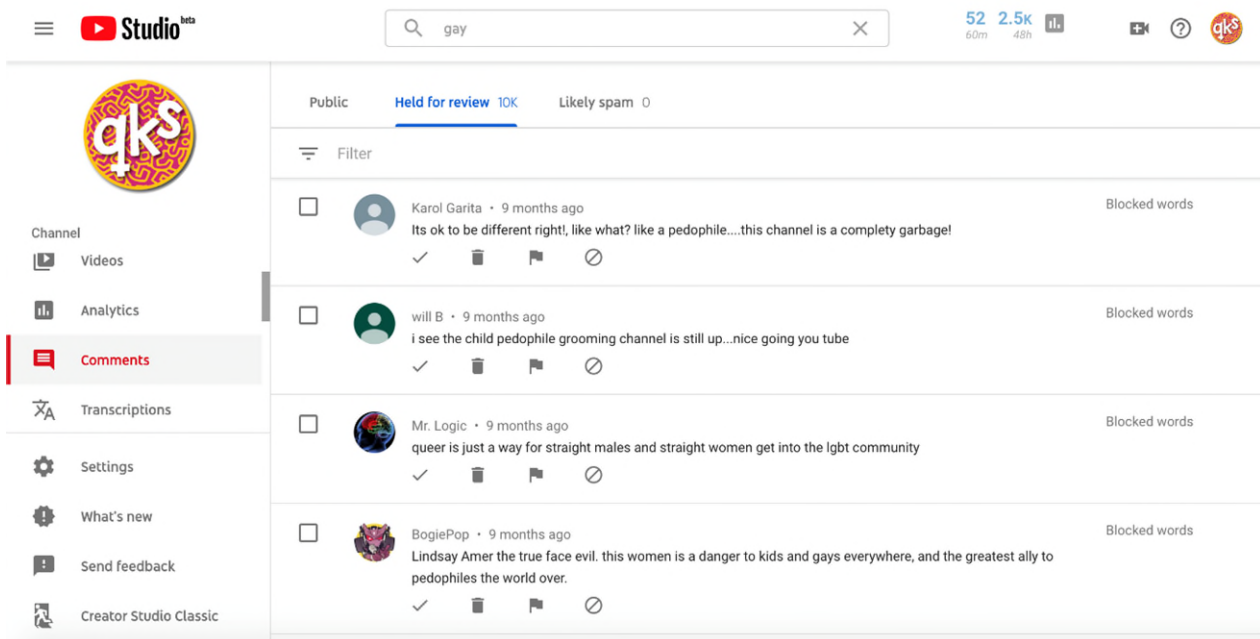 Studio beta
gay
52 2.5K
60m 48h
qks
qks
Public Held for review 10K Likely spam 0
Filter
Channel
Videos
Analytics
Comments
Transcriptions
Settings
What's new
Send feedback
Creator Studio Classic
Karol Garita • 9 months ago
Blocked words
Its ok to be different right!, like what? like a pedophile....this channel is a complety garbage!
will B • 9 months ago
Blocked words
i see the child pedophile grooming channel is still up...nice going you tube
Mr. Logic • 9 months ago
Blocked words
queer is just a way for straight males and straight women get into the lgbt community
BogiePop • 9 months ago
Blocked words
Lindsay Amer the true face evil. this women is a danger to kids and gays everywhere, and the greatest ally to
pedophiles the world over.